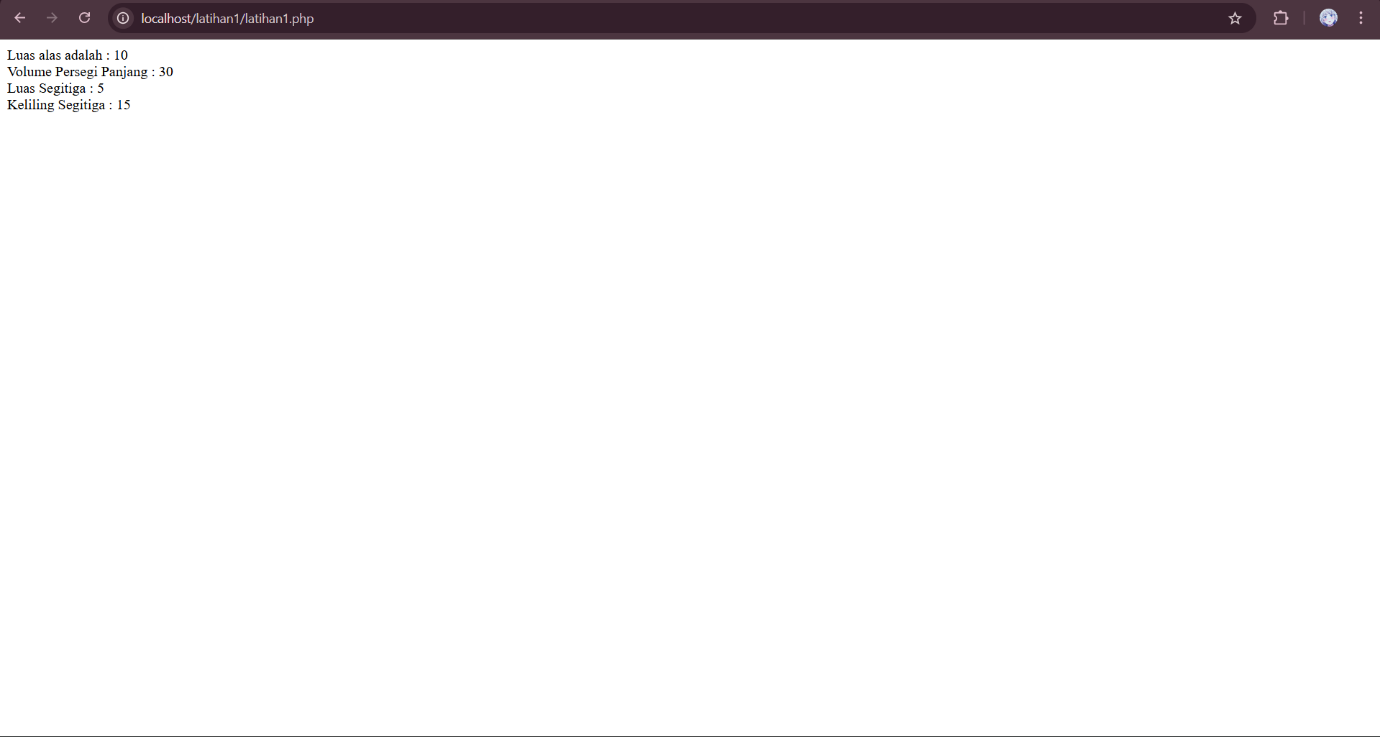 localhost/latihan1/latihan1.php
Luas alas adalah : 10
Volume Persegi Panjang : 30
Luas Segitiga : 5
Keliling Segitiga : 15